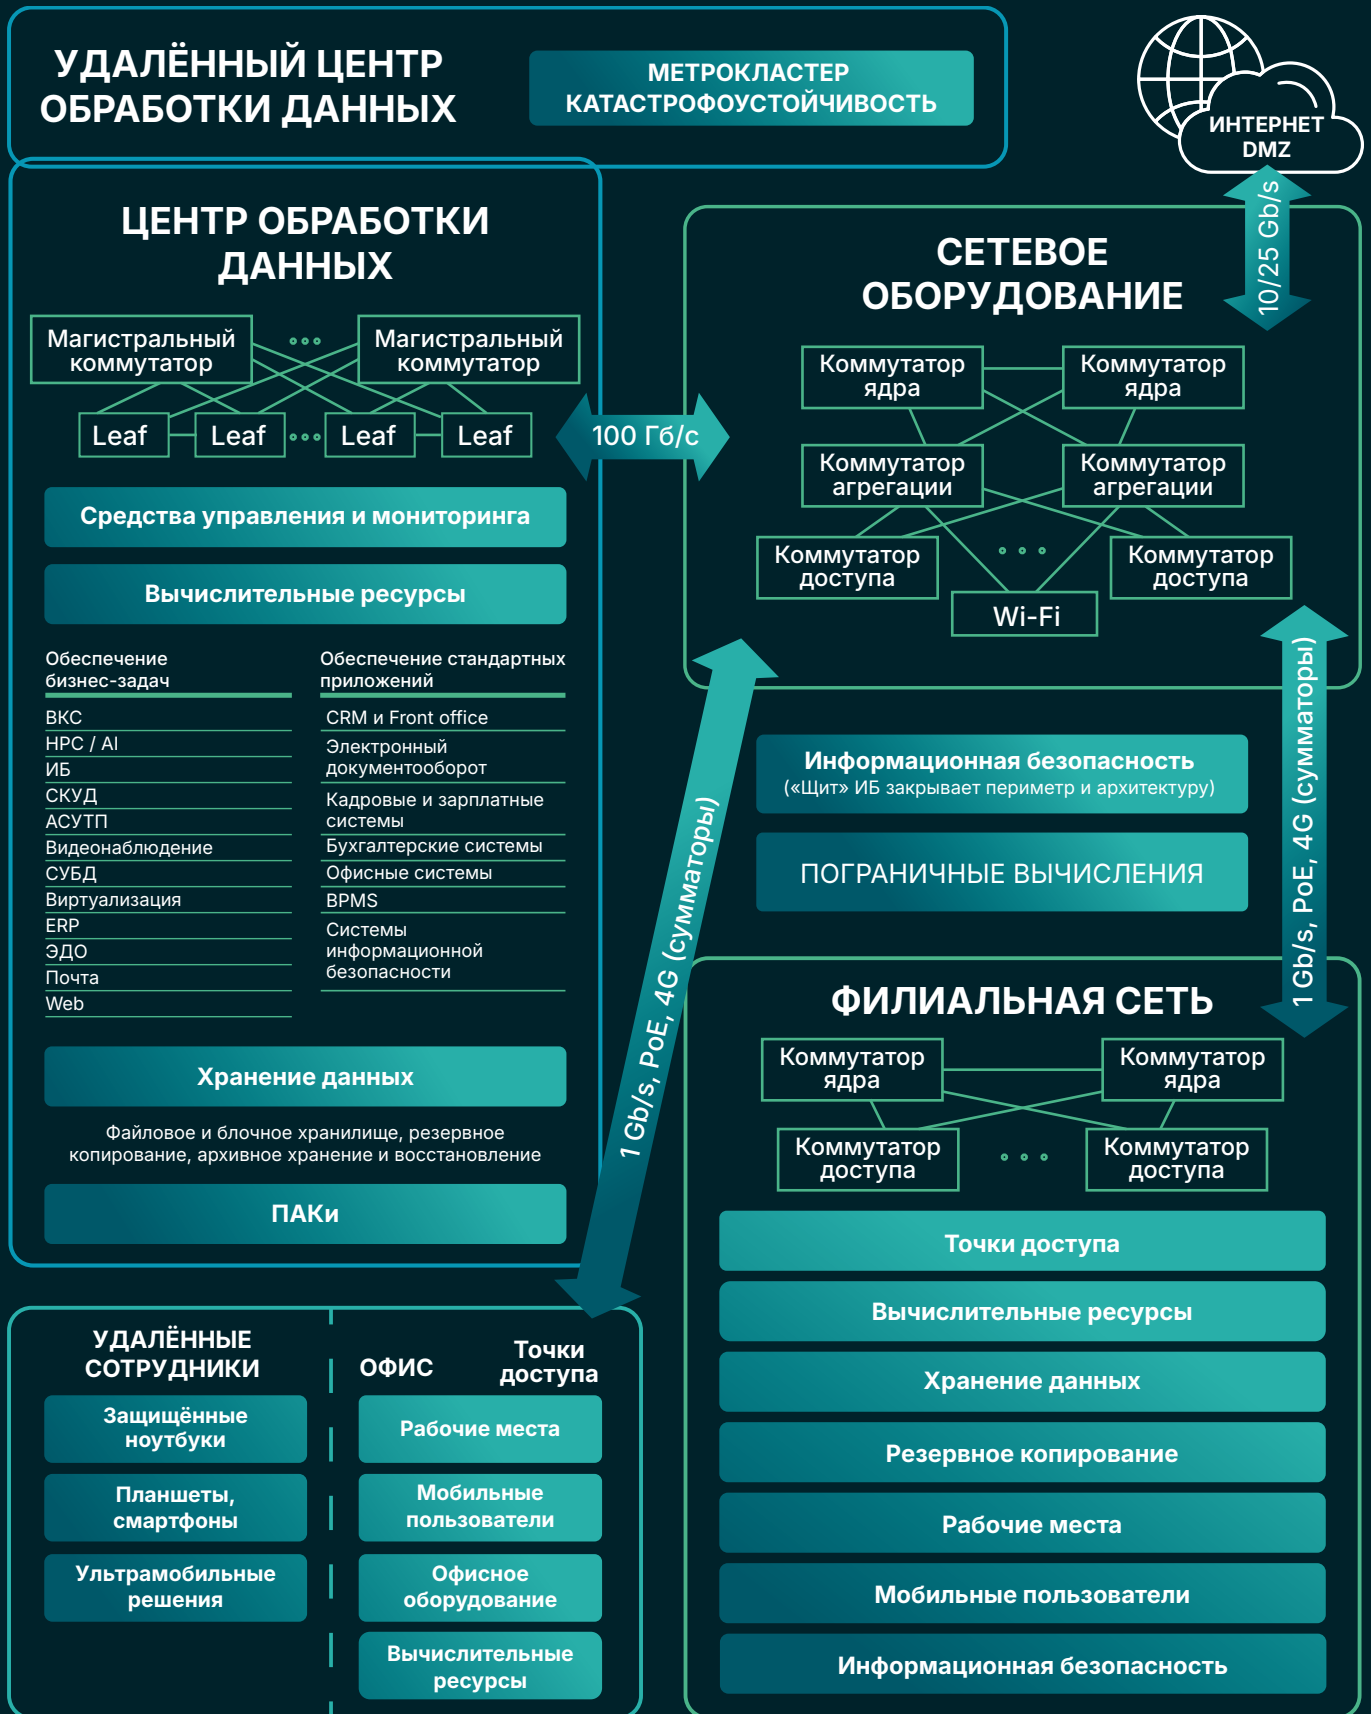 УДАЛЁННЫЙ ЦЕНТР
ОБРАБОТКИ ДАННЫХ
МЕТРОКЛАСТЕР
КАТАСТРОФОУСТОЙЧИВОСТЬ
ИНТЕРНЕТ
DMZ
10/25 Gb/s
ЦЕНТР ОБРАБОТКИ
ДАННЫХ
Магистральный
коммутатор
Магистральный
коммутатор
Leaf
Leaf
Leaf
Leaf
100 Гб/с
Средства управления и мониторинга
Вычислительные ресурсы
Обеспечение
бизнес-задач
ВКС
HPC / AI
ИБ
СКУД
АСУТП
Видеонаблюдение
СУБД
Виртуализация
ERP
ЭДО
Почта
Web
Обеспечение стандартных
приложений
CRM и Front office
Электронный
документооборот
Кадровые и зарплатные
системы
Бухгалтерские системы
Офисные системы
BPMS
Системы
информационной
безопасности
Хранение данных
Файловое и блочное хранилище, резервное
копирование, архивное хранение и восстановление
ПАКи
СЕТЕВОЕ
ОБОРУДОВАНИЕ
Коммутатор
ядра
Коммутатор
ядра
Коммутатор
агрегации
Коммутатор
агрегации
Коммутатор
доступа
Коммутатор
доступа
Wi-Fi
1 Gb/s, PoE, 4G (сумматоры)
1 Gb/s, PoE, 4G (сумматоры)
Информационная безопасность
(«Щит» ИБ закрывает периметр и архитектуру)
ПОГРАНИЧНЫЕ ВЫЧИСЛЕНИЯ
ФИЛИАЛЬНАЯ СЕТЬ
Коммутатор
ядра
Коммутатор
ядра
Коммутатор
доступа
Коммутатор
доступа
Точки доступа
Вычислительные ресурсы
Хранение данных
Резервное копирование
Рабочие места
Мобильные пользователи
Информационная безопасность
УДАЛЁННЫЕ
СОТРУДНИКИ
Защищённые
ноутбуки
Планшеты,
смартфоны
Ультрамобильные
решения
ОФИС
Точки
доступа
Рабочие места
Мобильные
пользователи
Офисное
оборудование
Вычислительные
ресурсы